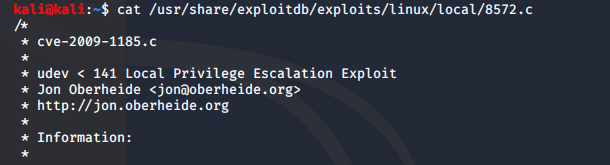 kali@kali:~$ cat /usr/share/exploitdb/exploits/linux/local/8572.c
/*
* cve-2009-1185.c
*
* udev < 141 Local Privilege Escalation Exploit
* Jon Oberheide <jon@oberheide.org>
* http://jon.oberheide.org
*
* Information:
*